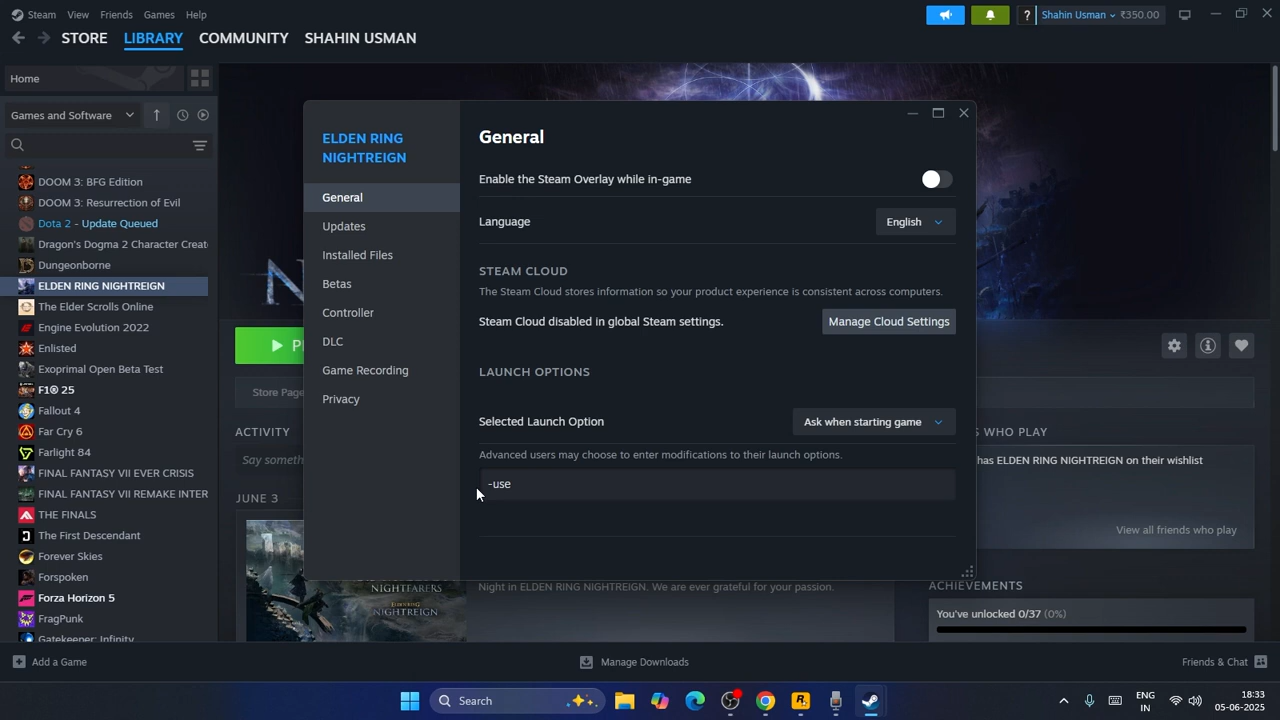 Steam View Friends Games Help
? Shahin Usman ₹350.00
STORE LIBRARY COMMUNITY SHAHIN USMAN
Home
Games and Software
DOOM 3: BFG Edition
DOOM 3: Resurrection of Evil
Dota 2 - Update Queued
Dragon's Dogma 2 Character Creat
Dungeonborne
ELDEN RING NIGHTREIGN
The Elder Scrolls Online
Engine Evolution 2022
Enlisted
Exoprimal Open Beta Test
F1® 25
Fallout 4
Far Cry 6
Farlight 84
FINAL FANTASY VII EVER CRISIS
FINAL FANTASY VII REMAKE INTER
THE FINALS
The First Descendant
Forever Skies
Forspoken
Forza Horizon 5
FragPunk
Gatekeeper: Infinity
Add a Game
N
P
Store Page
ACTIVITY
Say someth
JUNE 3
NIGHTFARERS
NIGHTREIGN
ELDEN RING
NIGHTREIGN
General
Updates
Installed Files
Betas
Controller
DLC
Game Recording
Privacy
General
Enable the Steam Overlay while in-game
Language English
STEAM CLOUD
The Steam Cloud stores information so your product experience is consistent across computers.
Steam Cloud disabled in global Steam settings. Manage Cloud Settings
LAUNCH OPTIONS
Selected Launch Option Ask when starting game
Advanced users may choose to enter modifications to their launch options.
-use
Night in ELDEN RING NIGHTREIGN. We are ever grateful for your passion.
S WHO PLAY
has ELDEN RING NIGHTREIGN on their wishlist
View all friends who play
ACHIEVEMENTS
You've unlocked 0/37 (0%)
Manage Downloads
Friends & Chat
Search
ENG
IN
18:33
05-06-2025